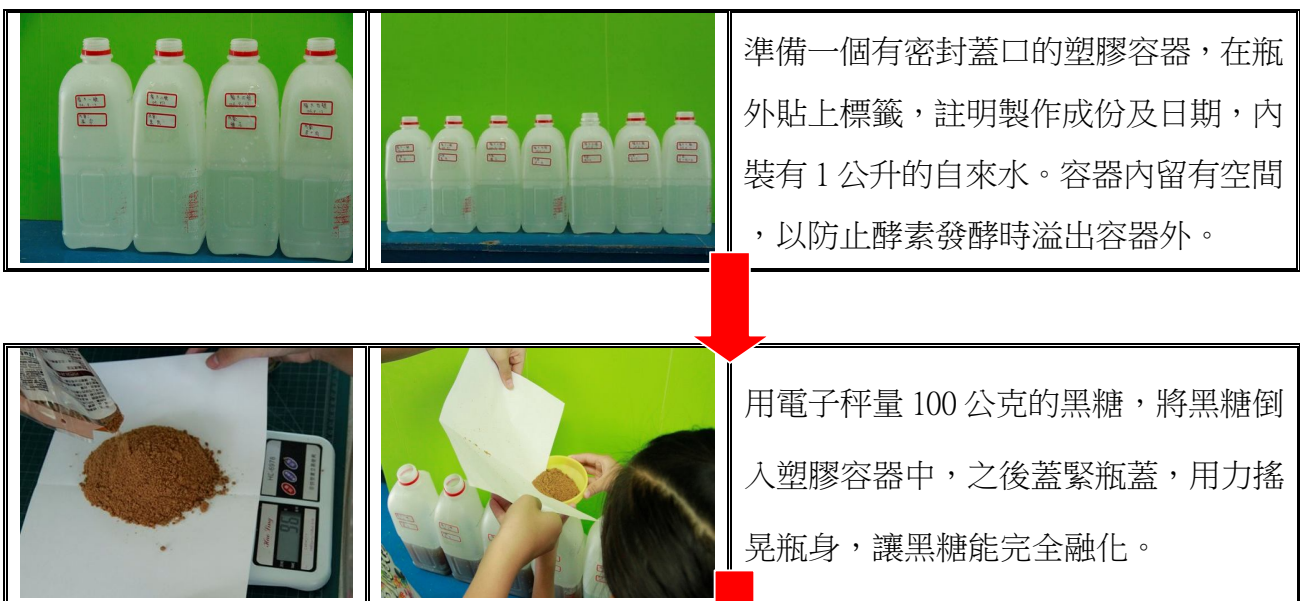 準備一個有密封蓋口的塑膠容器，在瓶
外貼上標籤，註明製作成份及日期，內
裝有 1 公升的自來水。容器內留有空間
，以防止酵素發酵時溢出容器外。
用電子秤量 100 公克的黑糖，將黑糖倒
入塑膠容器中，之後蓋緊瓶蓋，用力搖
晃瓶身，讓黑糖能完全融化。